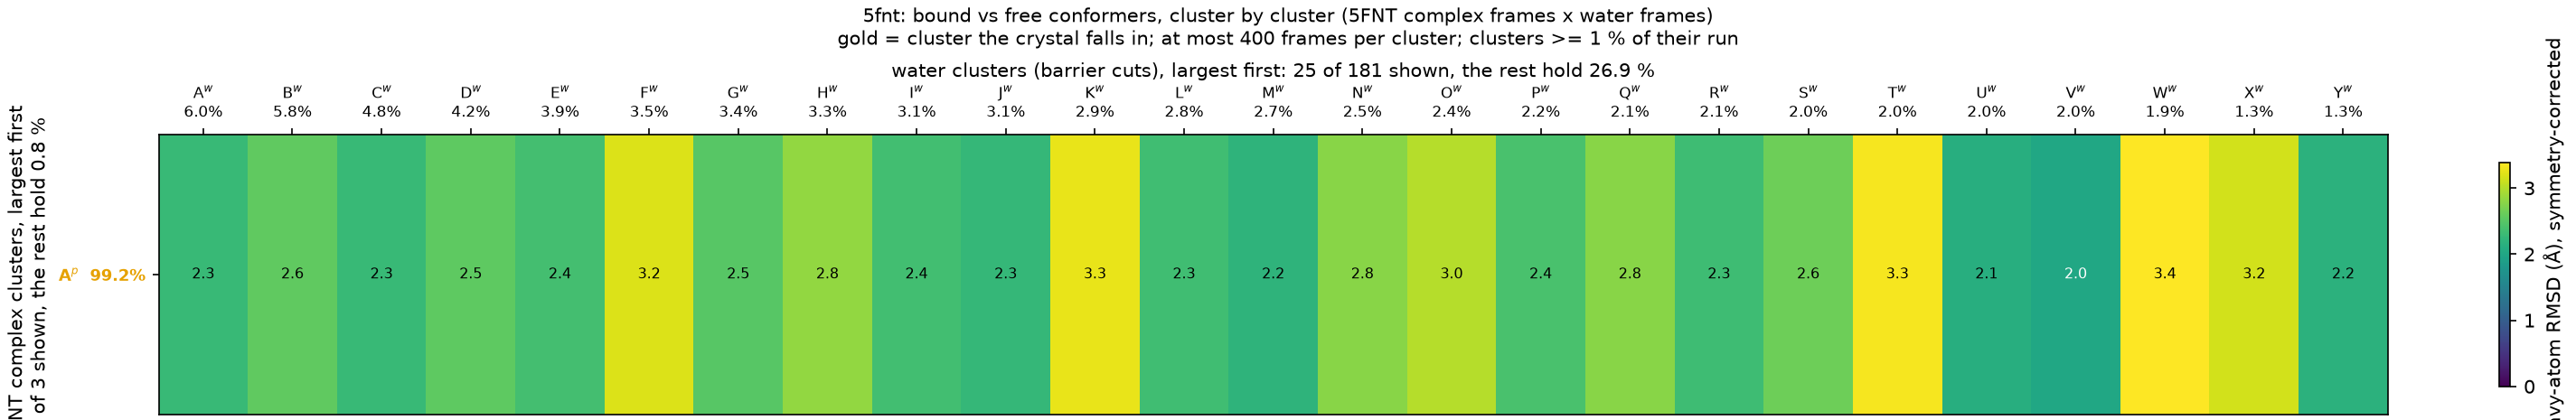 5fnt: bound vs free conformers, cluster by cluster (5FNT complex frames x water frames)
gold = cluster the crystal falls in; at most 400 frames per cluster; clusters >= 1 % of their run
water clusters (barrier cuts), largest first: 25 of 181 shown, the rest hold 26.9 %
A^w B^w C^w D^w E^w F^w G^w H^w I^w J^w K^w L^w M^w N^w O^w P^w Q^w R^w S^w T^w U^w V^w W^w X^w Y^w
6.0% 5.8% 4.8% 4.2% 3.9% 3.5% 3.4% 3.3% 3.1% 3.1% 2.9% 2.8% 2.7% 2.5% 2.4% 2.2% 2.1% 2.1% 2.0% 2.0% 2.0% 2.0% 1.9% 1.3% 1.3%
NT complex clusters, largest first
of 3 shown, the rest hold 0.8 %
A^p 99.2%
2.3 2.6 2.3 2.5 2.4 3.2 2.5 2.8 2.4 2.3 3.3 2.3 2.2 2.8 3.0 2.4 2.8 2.3 2.6 3.3 2.1 2.0 3.4 3.2 2.2
3
2
1
0
vy-atom RMSD (Å), symmetry-corrected